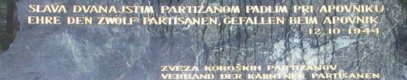 SLAVA DVANAJSTIM PARTIZANOM PADLIM PRI APOVNIKU
EHRE DEN ZWÖLF PARTISANEN, GEFALLEN BEIM APOVNIK
12.10.1944
ZVEZA KOROŠKIH PARTIZANOV
VERBAND DER KÄRNTNER PARTISANEN